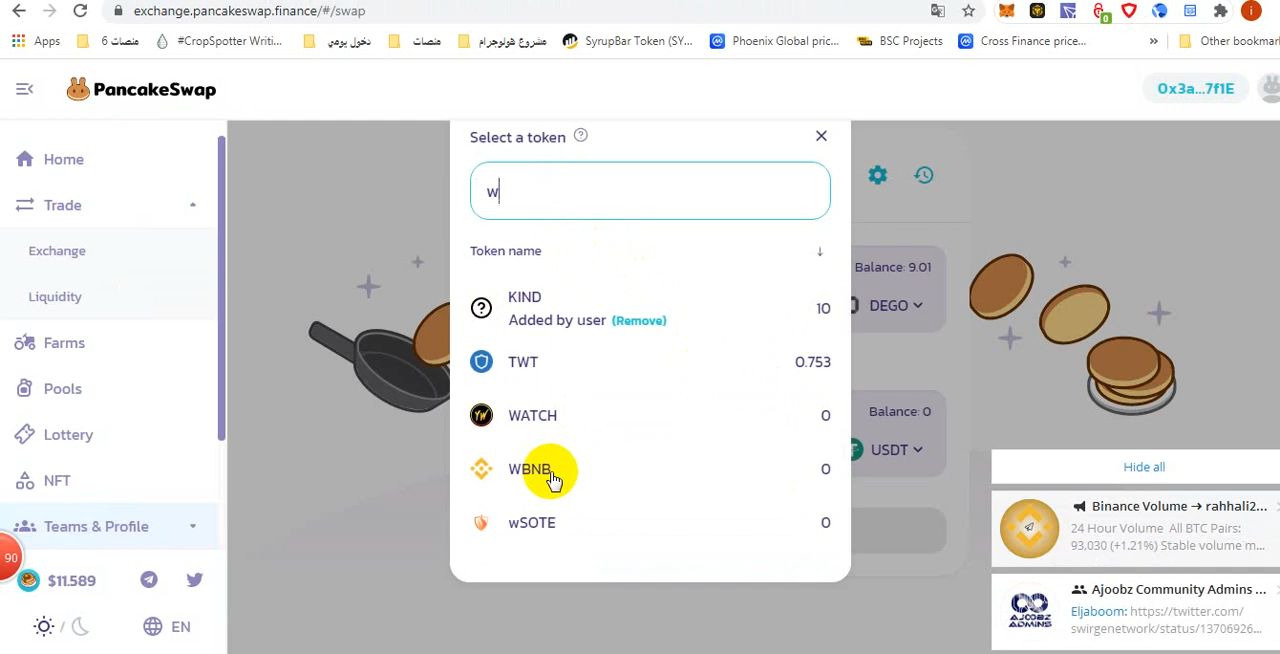 exchange.pancakeswap.finance/#/swap
Apps
منصات 6
#CropSpotter Writi...
دخول يومي
منصات
مشروع هولوجرام
SyrupBar Token (SY...
Phoenix Global pric...
BSC Projects
Cross Finance price...
»
Other bookmar
PancakeSwap
0x3a...7f1E
Home
Trade
Exchange
Liquidity
Farms
Pools
Lottery
NFT
Teams & Profile
90
$11.589
EN
Select a token
w
Token name
KIND
Added by user (Remove)
10
TWT
0.753
WATCH
0
WBNB
0
wSOTE
0
Balance: 9.01
DEGO
Balance: 0
USDT
Hide all
Binance Volume → rahhali2...
24 Hour Volume All BTC Pairs:
93,030 (+1.21%) Stable volume m...
AJOOBZ
ADMINS
Ajoobz Community Admins ...
Eljaboom: https://twitter.com/
swirgenetwork/status/13706926...